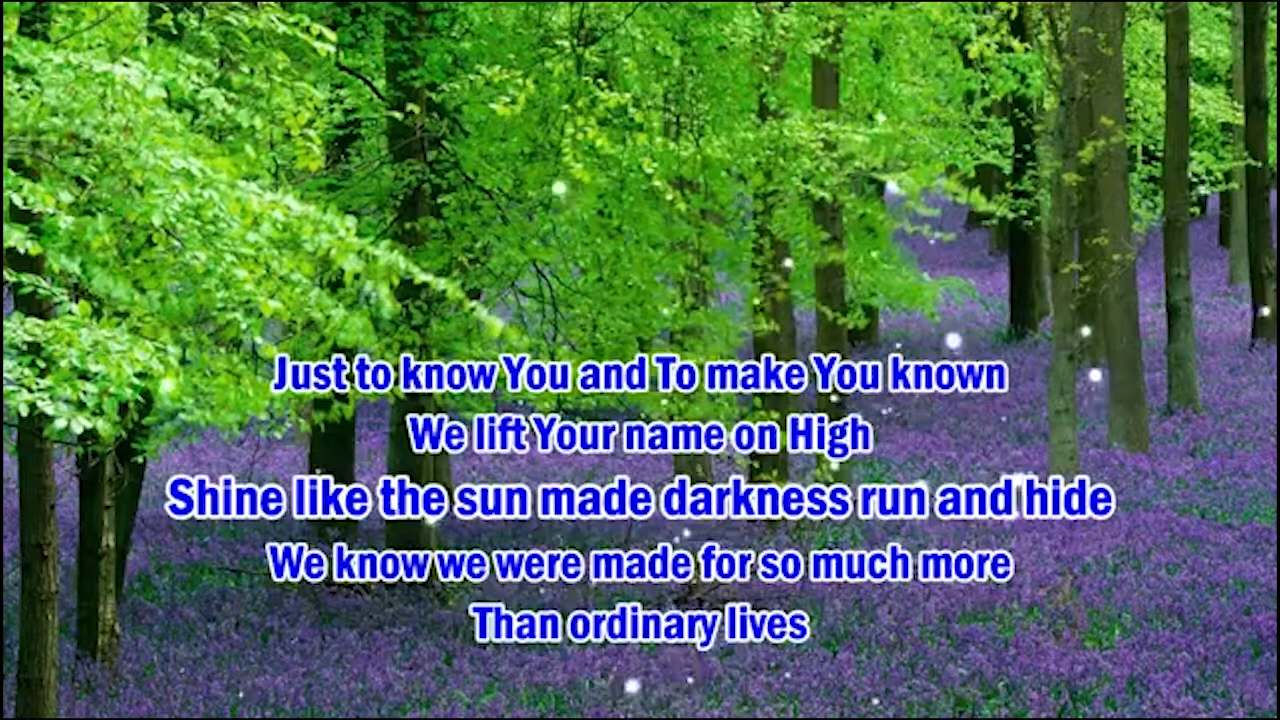 Just to know You and To make You known
We lift Your name on High
Shine like the sun made darkness run and hide
We know we were made for so much more
Than ordinary lives